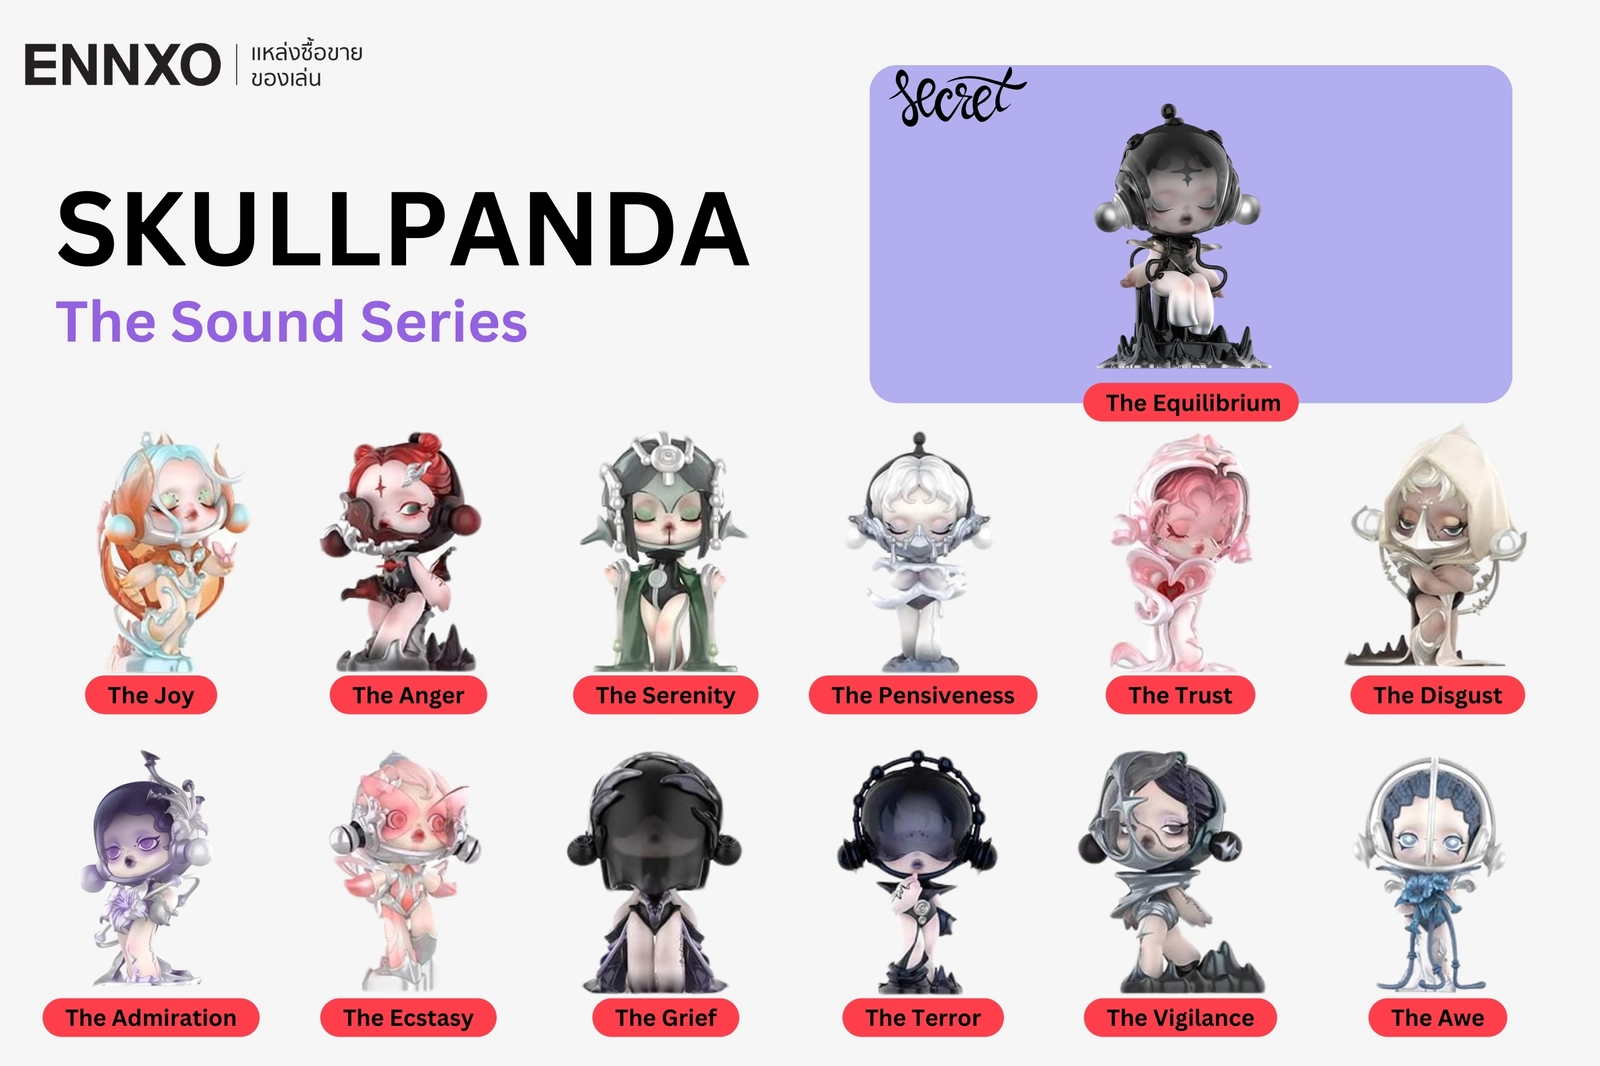 ENNXO
แหล่งซื้อขาย
ของเล่น
secret
SKULLPANDA
The Sound Series
The Equilibrium
The Joy
The Anger
The Serenity
The Pensiveness
The Trust
The Disgust
The Admiration
The Ecstasy
The Grief
The Terror
The Vigilance
The Awe